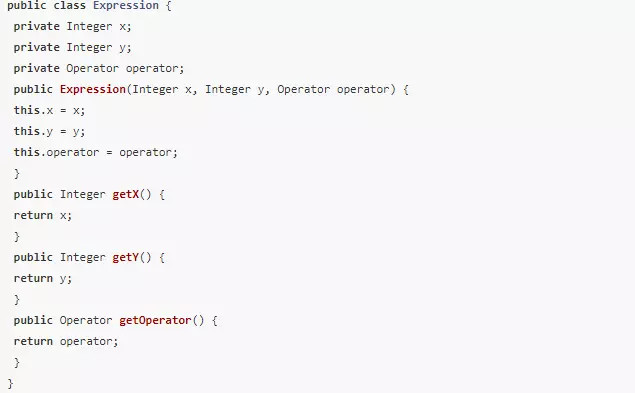 public class Expression {
private Integer x;
private Integer y;
private Operator operator;
public Expression(Integer x, Integer y, Operator operator) {
this.x = x;
this.y = y;
this.operator = operator;
}
public Integer getX() {
return x;
}
public Integer getY() {
return y;
}
public Operator getOperator() {
return operator;
}
}